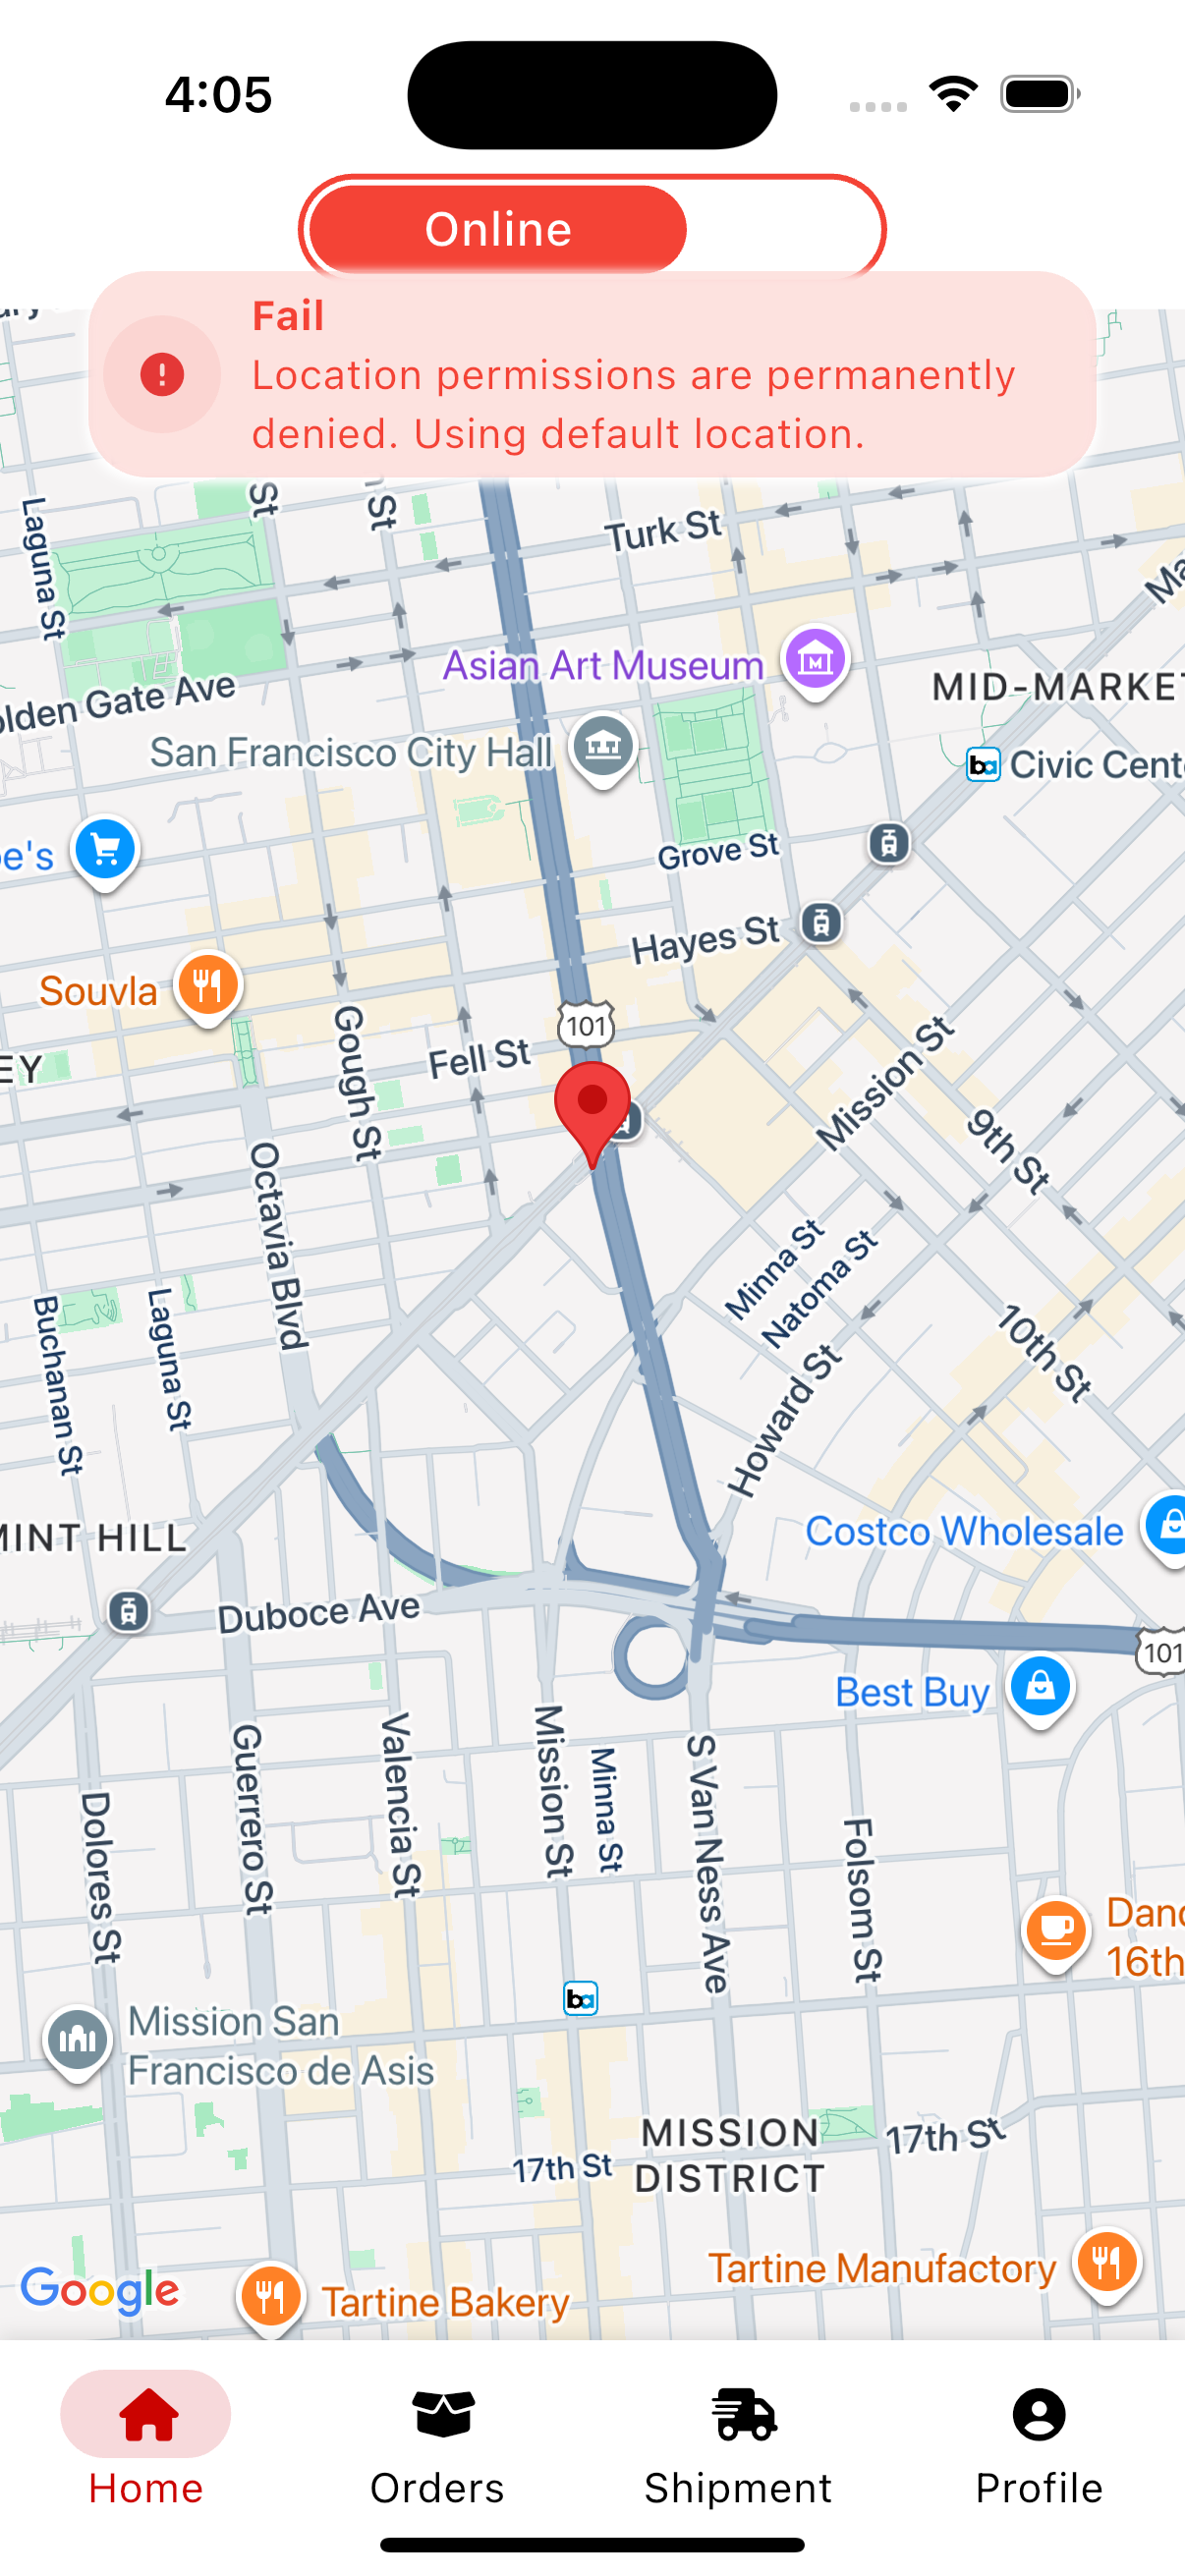 4:05
Online
Fail
Location permissions are permanently
denied. Using default location.
St
St
Laguna St
Turk St
Asian Art Museum
MID-MARKET
lden Gate Ave
San Francisco City Hall
Civic Cent
e's
Grove St
Hayes St
Souvla
101
Gough St
Fell St
EY
Mission St
9th St
Octavia Blvd
Minna St
Natoma St
Buchanan St
Laguna St
10th St
Howard St
MINT HILL
Costco Wholesale
Duboce Ave
101
Best Buy
Guerrero St
Valencia St
Mission St
Minna St
S Van Ness Ave
Dolores St
Folsom St
Danc
16th
Mission San
Francisco de Asis
MISSION
DISTRICT
17th St
17th St
Tartine Manufactory
Google
Tartine Bakery
Home
Orders
Shipment
Profile